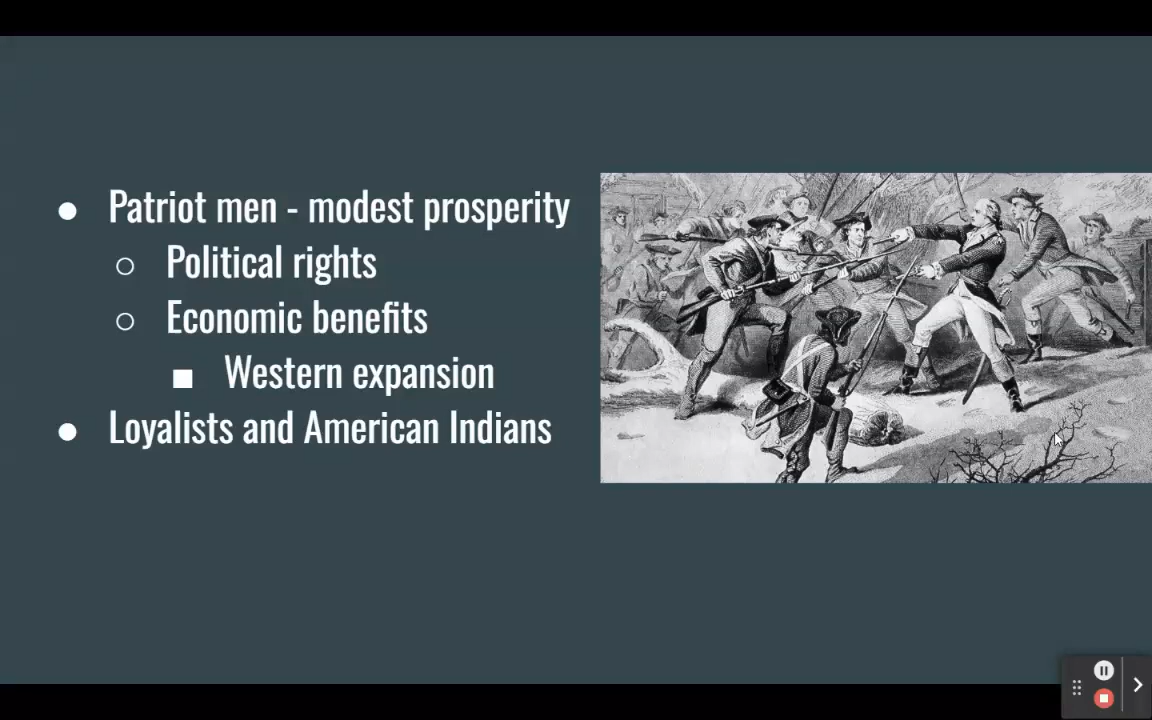 ● Patriot men - modest prosperity
○ Political rights
○ Economic benefits
■ Western expansion
● Loyalists and American Indians